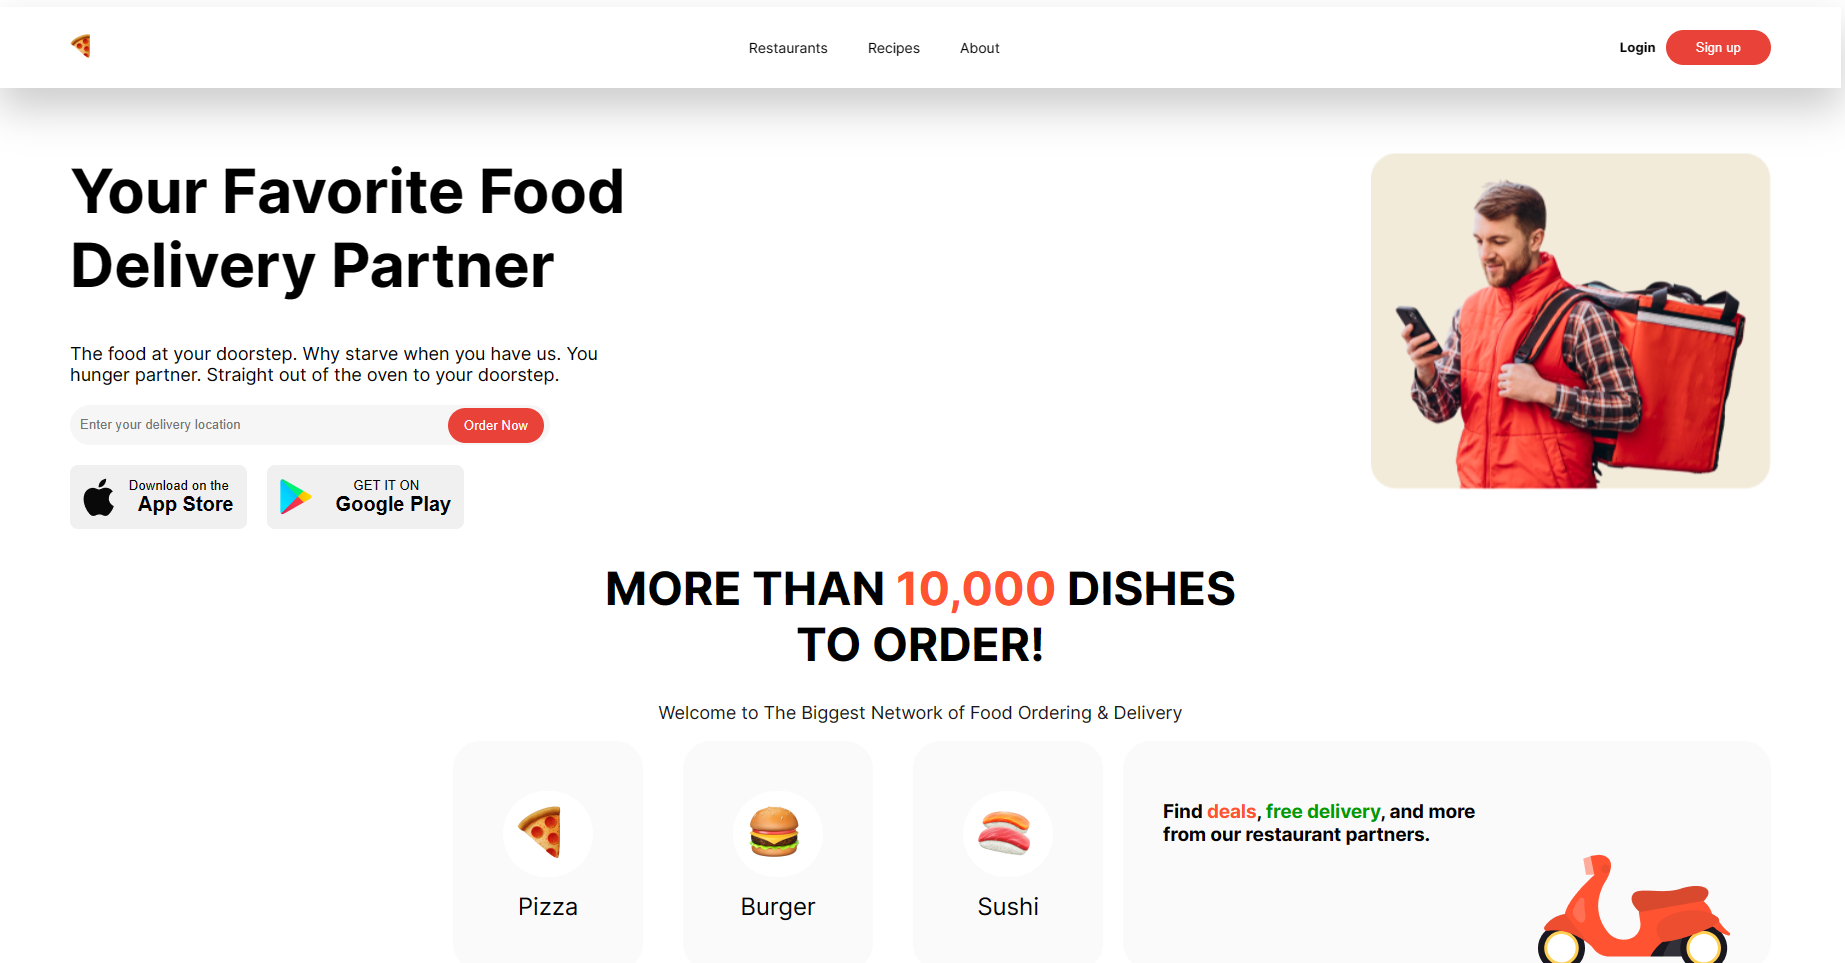 Restaurants
Recipes
About
Login
Sign up
Your Favorite Food
Delivery Partner
The food at your doorstep. Why starve when you have us. You
hunger partner. Straight out of the oven to your doorstep.
Enter your delivery location
Order Now
Download on the
App Store
GET IT ON
Google Play
MORE THAN 10,000 DISHES
TO ORDER!
Welcome to The Biggest Network of Food Ordering & Delivery
Pizza
Burger
Sushi
Find deals, free delivery, and more
from our restaurant partners.